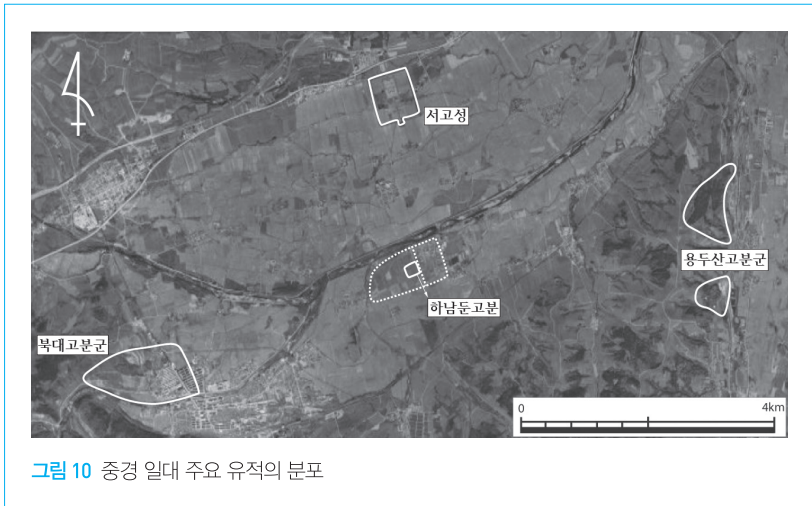 서고성
용두산고분군
하남둔고분
북대고분군
0 4km
그림 10 중경 일대 주요 유적의 분포